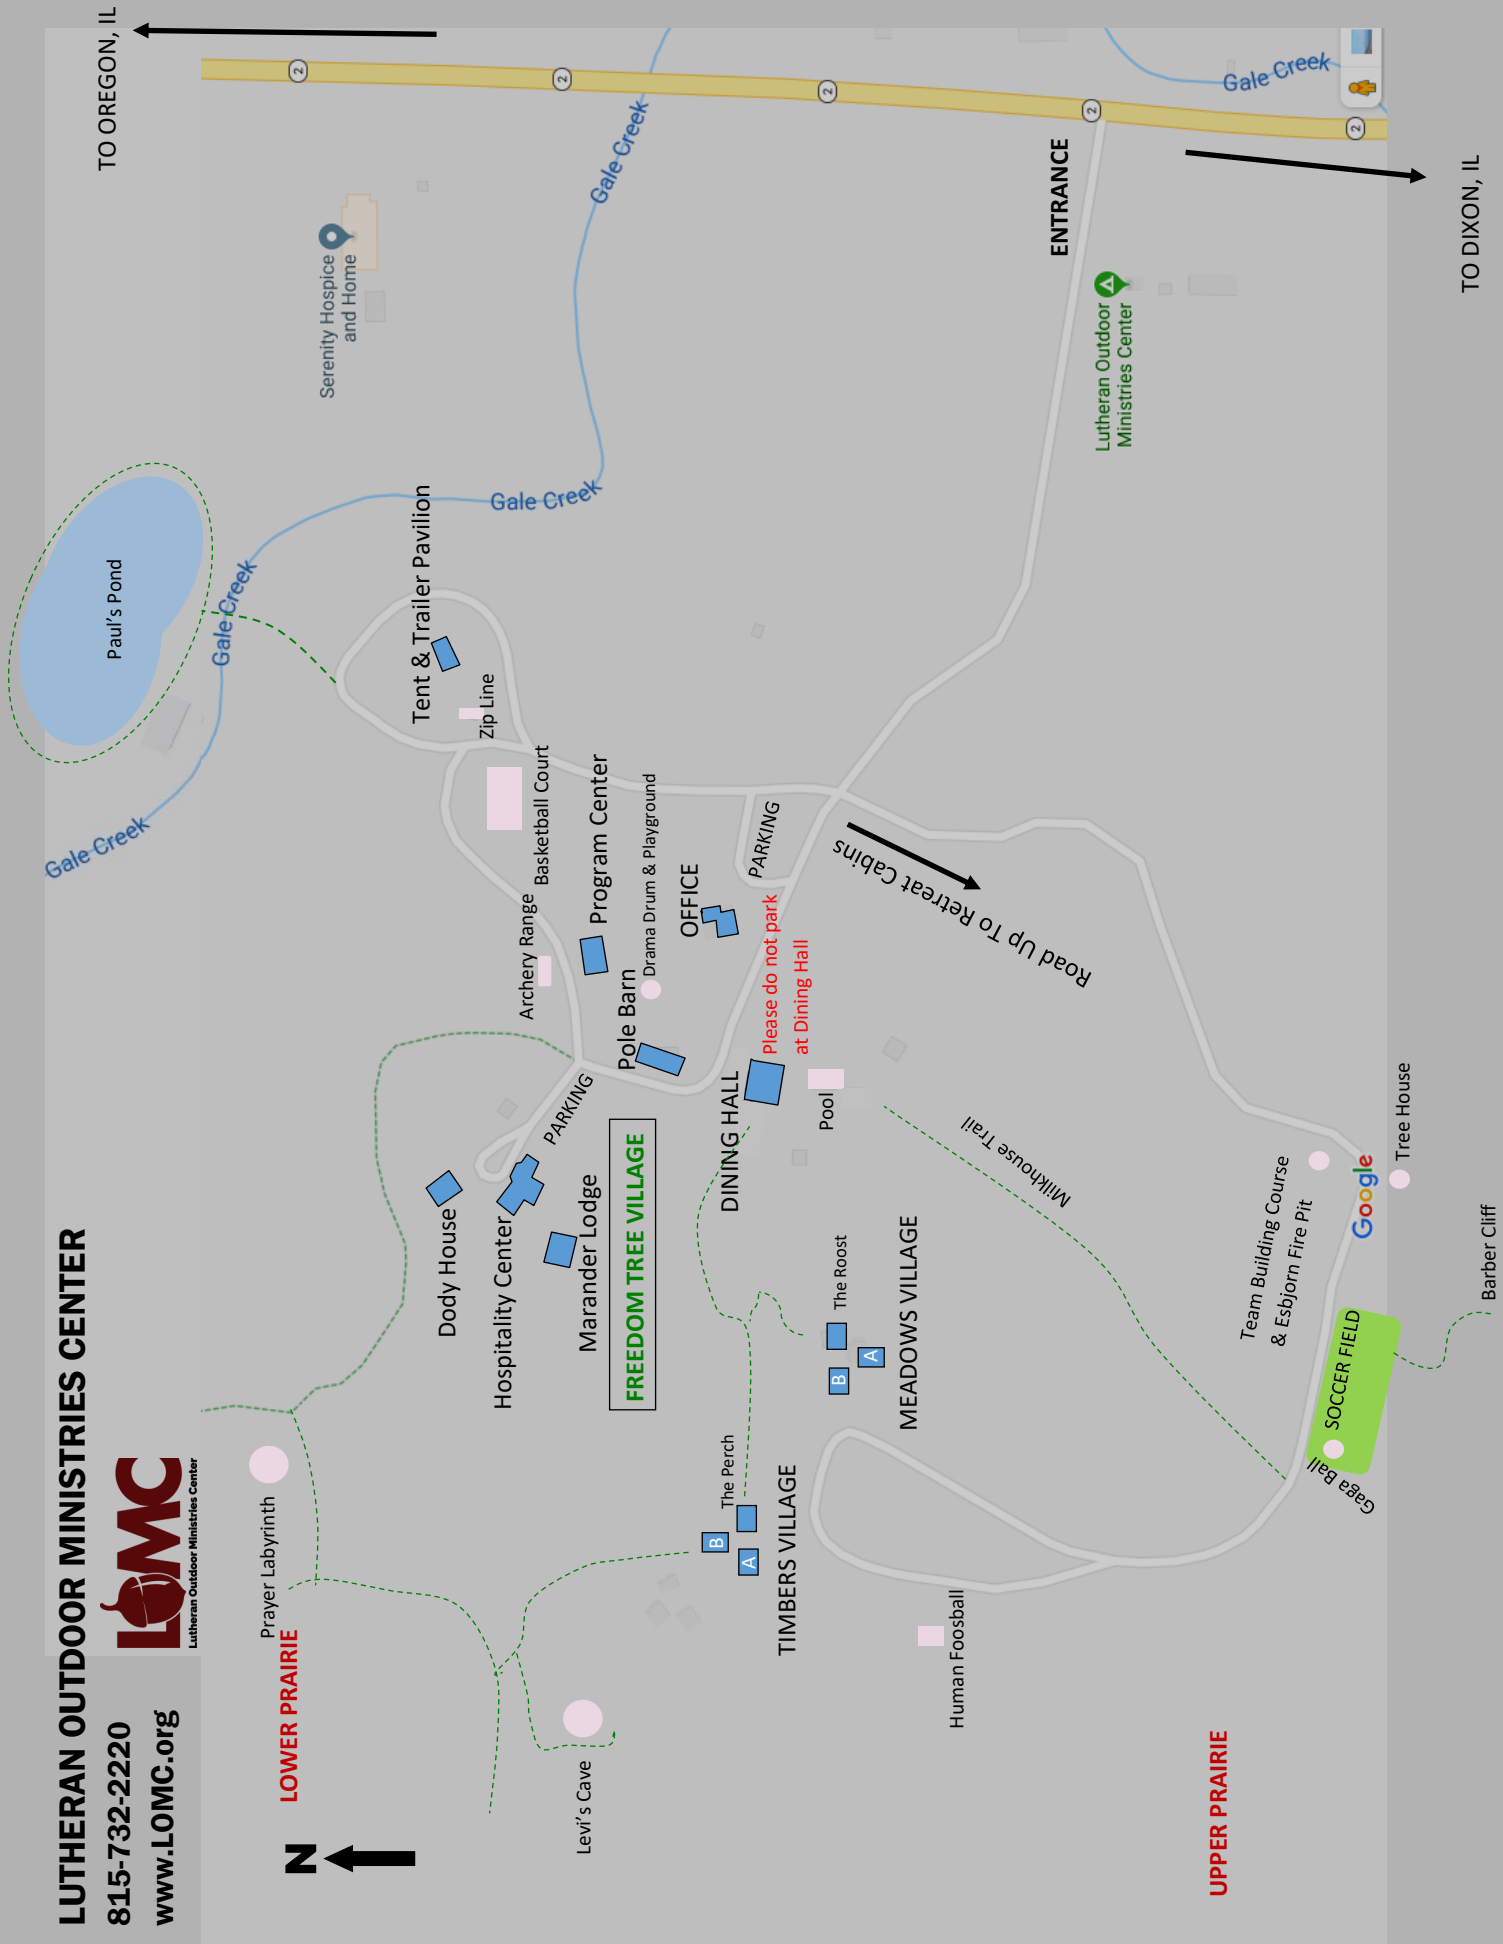 LUTHERAN OUTDOOR MINISTRIES CENTER
815-732-2220
www.LOMC.org
LOMC
Lutheran Outdoor Ministries Center
N
LOWER PRAIRIE
Prayer Labyrinth
Levi's Cave
Dody House
Hospitality Center
Marander Lodge
FREEDOM TREE VILLAGE
PARKING
Archery Range
Basketball Court
Pole Barn
Program Center
Drama Drum & Playground
OFFICE
PARKING
Tent & Trailer Pavilion
Zip Line
Paul's Pond
Gale Creek
Gale Creek
Gale Creek
Gale Creek
Gale Creek
Serenity Hospice
and Home
TO OREGON, IL
2
2
2
2
2
ENTRANCE
Lutheran Outdoor
Ministries Center
TO DIXON, IL
DINING HALL
Please do not park
at Dining Hall
Pool
Road Up To Retreat Cabins
Milkhouse Trail
The Roost
B
A
MEADOWS VILLAGE
The Perch
B
A
TIMBERS VILLAGE
Human Foosball
UPPER PRAIRIE
Team Building Course
& Esbjorn Fire Pit
Google
Tree House
SOCCER FIELD
Gaga Ball
Barber Cliff